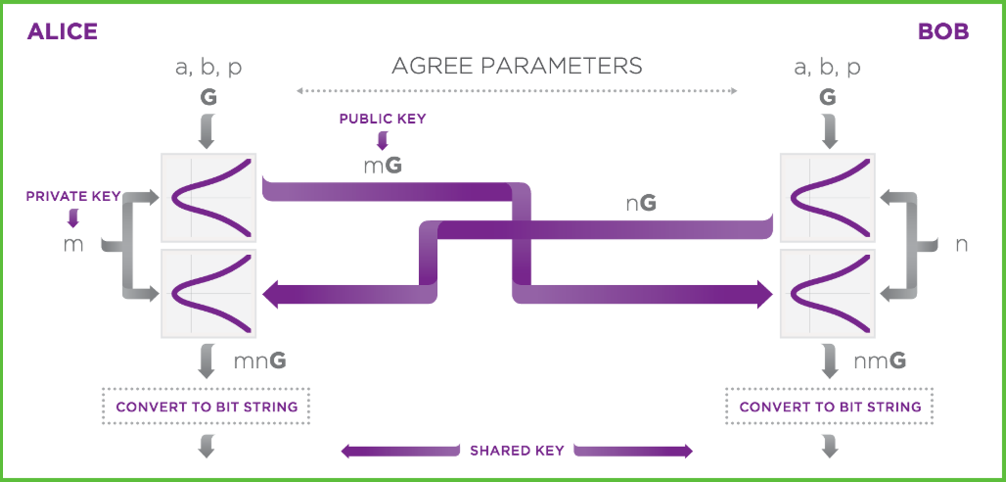 ALICE
BOB
a, b, p
AGREE PARAMETERS
a, b, p
G
G
PUBLIC KEY
mG
nG
PRIVATE KEY
m
n
mnG
nmG
CONVERT TO BIT STRING
CONVERT TO BIT STRING
SHARED KEY